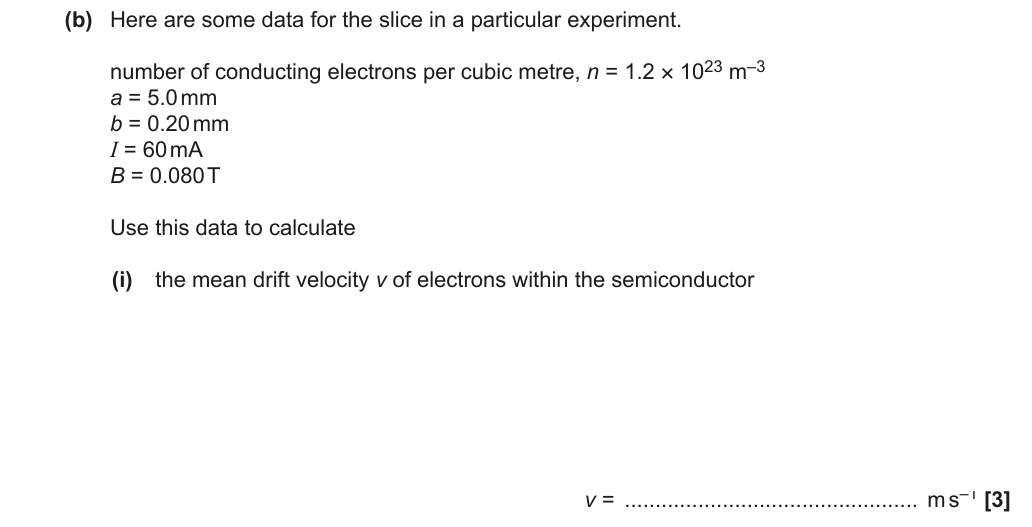 (b) Here are some data for the slice in a particular experiment.
number of conducting electrons per cubic metre, n = 1.2 × 10²³ m⁻³
a = 5.0 mm
b = 0.20 mm
I = 60 mA
B = 0.080 T
Use this data to calculate
(i) the mean drift velocity v of electrons within the semiconductor
v = ................................................ m s⁻¹ [3]